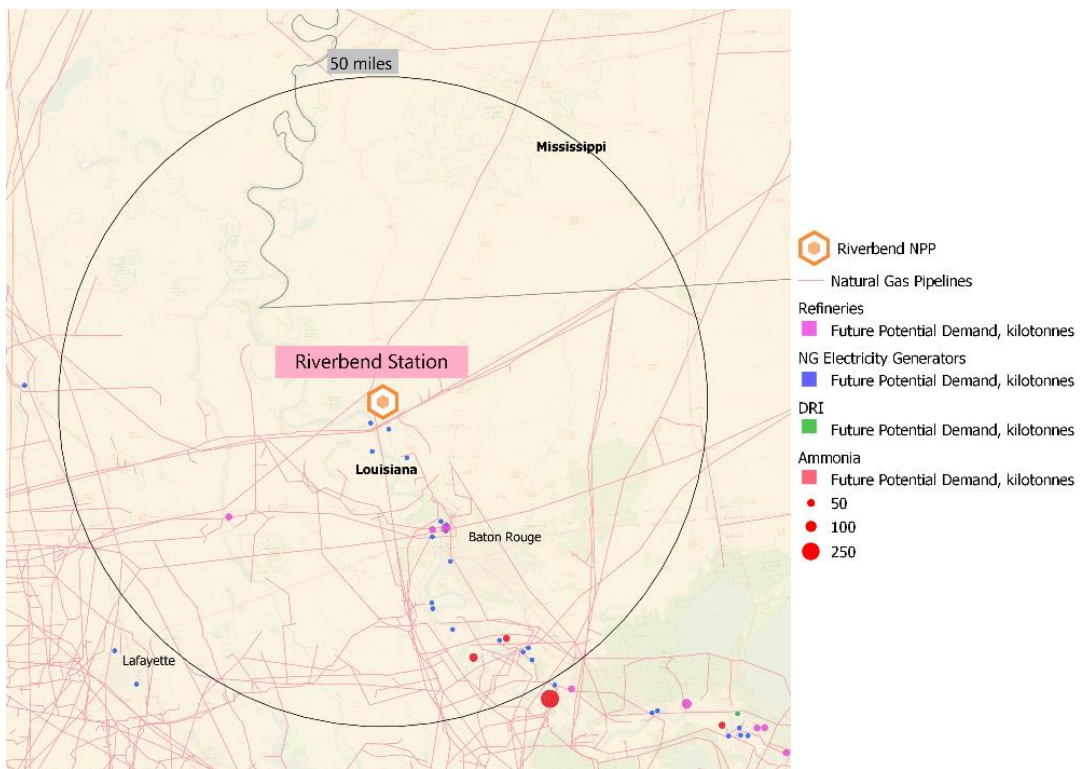 50 miles
Mississippi
Riverbend Station
Louisiana
Baton Rouge
Lafayette
Riverbend NPP
Natural Gas Pipelines
Refineries
Future Potential Demand, kilotonnes
NG Electricity Generators
Future Potential Demand, kilotonnes
DRI
Future Potential Demand, kilotonnes
Ammonia
Future Potential Demand, kilotonnes
50
100
250